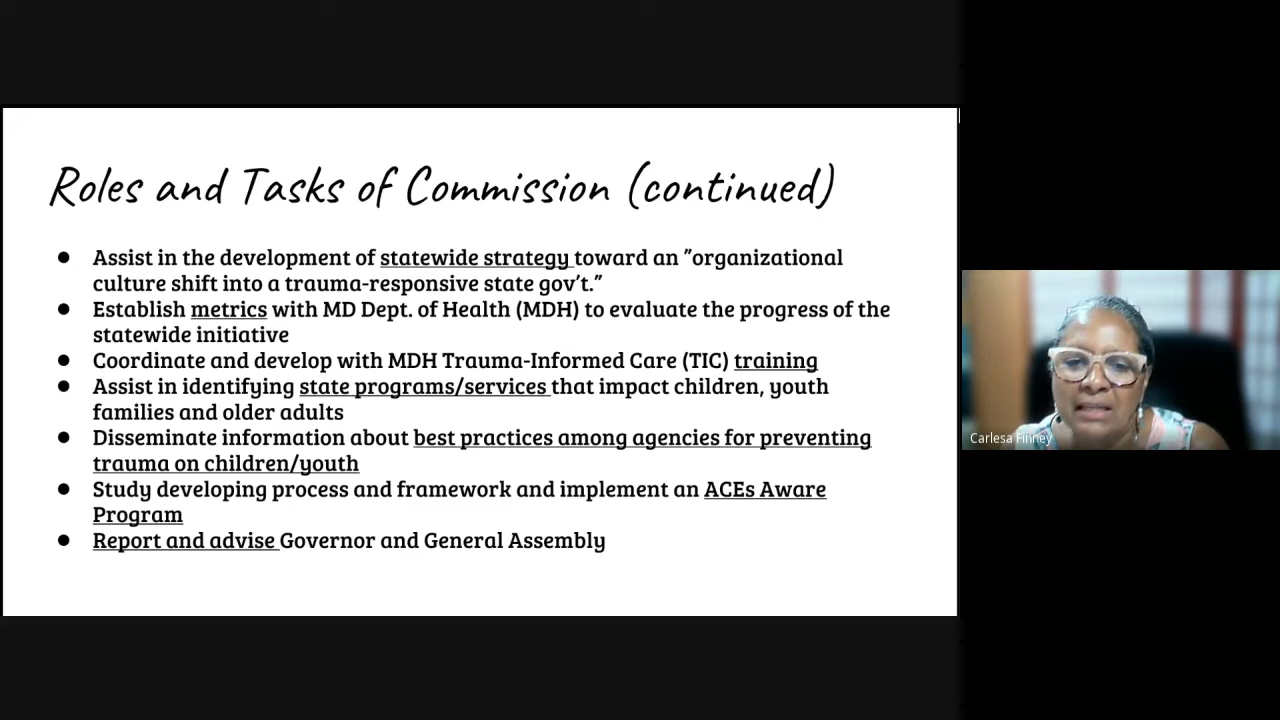 Roles and Tasks of Commission (continued)
● Assist in the development of statewide strategy toward an "organizational
culture shift into a trauma-responsive state gov't."
● Establish metrics with MD Dept. of Health (MDH) to evaluate the progress of the
statewide initiative
● Coordinate and develop with MDH Trauma-Informed Care (TIC) training
● Assist in identifying state programs/services that impact children, youth
families and older adults
● Disseminate information about best practices among agencies for preventing
trauma on children/youth
● Study developing process and framework and implement an ACEs Aware
Program
● Report and advise Governor and General Assembly
Carlesa Finney